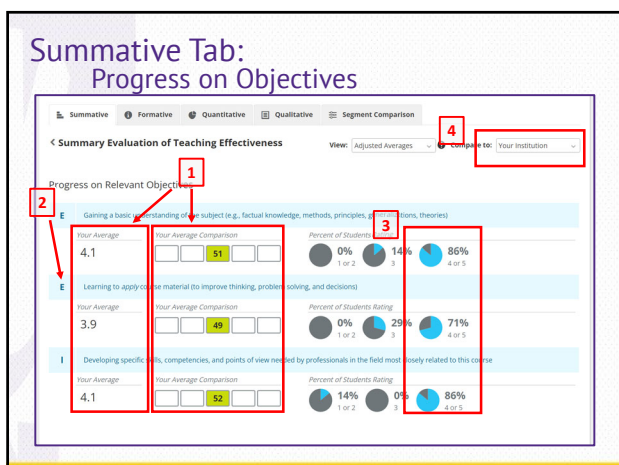 Summative Tab:
Progress on Objectives
Summative Formative Quantitative Qualitative Segment Comparison
4
< Summary Evaluation of Teaching Effectiveness View: Adjusted Averages Compare to: Your Institution
1
Progress on Relevant Objectives
2
E Gaining a basic understanding of the subject (e.g., factual knowledge, methods, principles, generalizations, theories)
3
Your Average Your Average Comparison Percent of Students Rating
4.1 51 0% 14% 86%
1 or 2 3 4 or 5
E Learning to apply course material (to improve thinking, problem solving, and decisions)
Your Average Your Average Comparison Percent of Students Rating
3.9 49 0% 29% 71%
1 or 2 3 4 or 5
I Developing specific skills, competencies, and points of view needed by professionals in the field most closely related to this course
Your Average Your Average Comparison Percent of Students Rating
4.1 52 14% 0% 86%
1 or 2 3 4 or 5